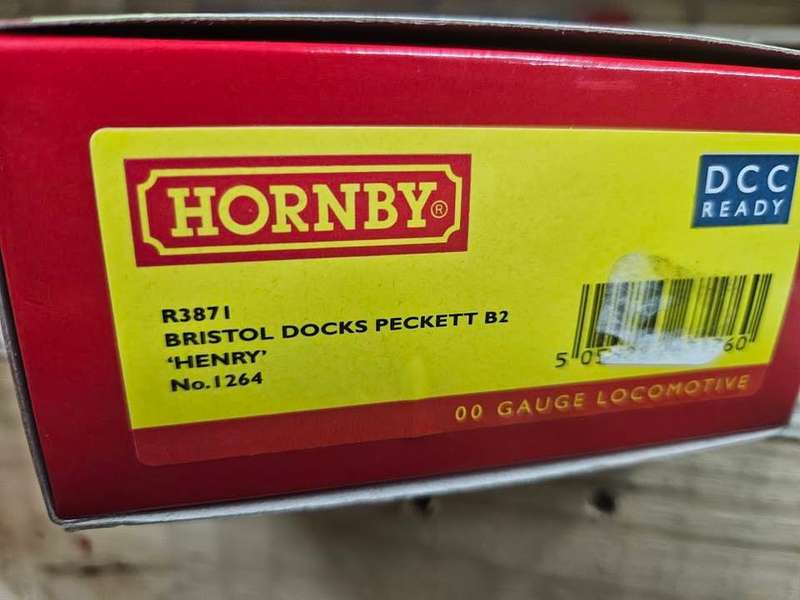 HORNBY®
DCC
READY
R3871
BRISTOL DOCKS PECKETT B2
‘HENRY’
No.1264
00 GAUGE LOCOMOTIVE